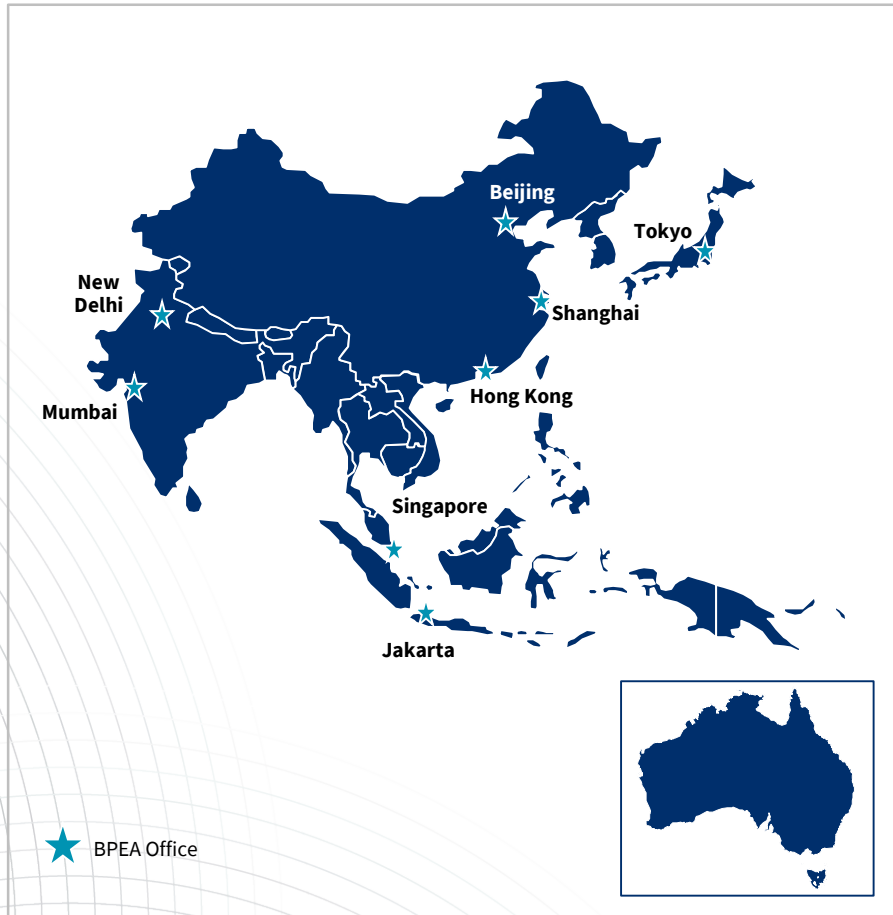 Beijing
Tokyo
New
Delhi
Shanghai
Mumbai
Hong Kong
Singapore
Jakarta
BPEA Office